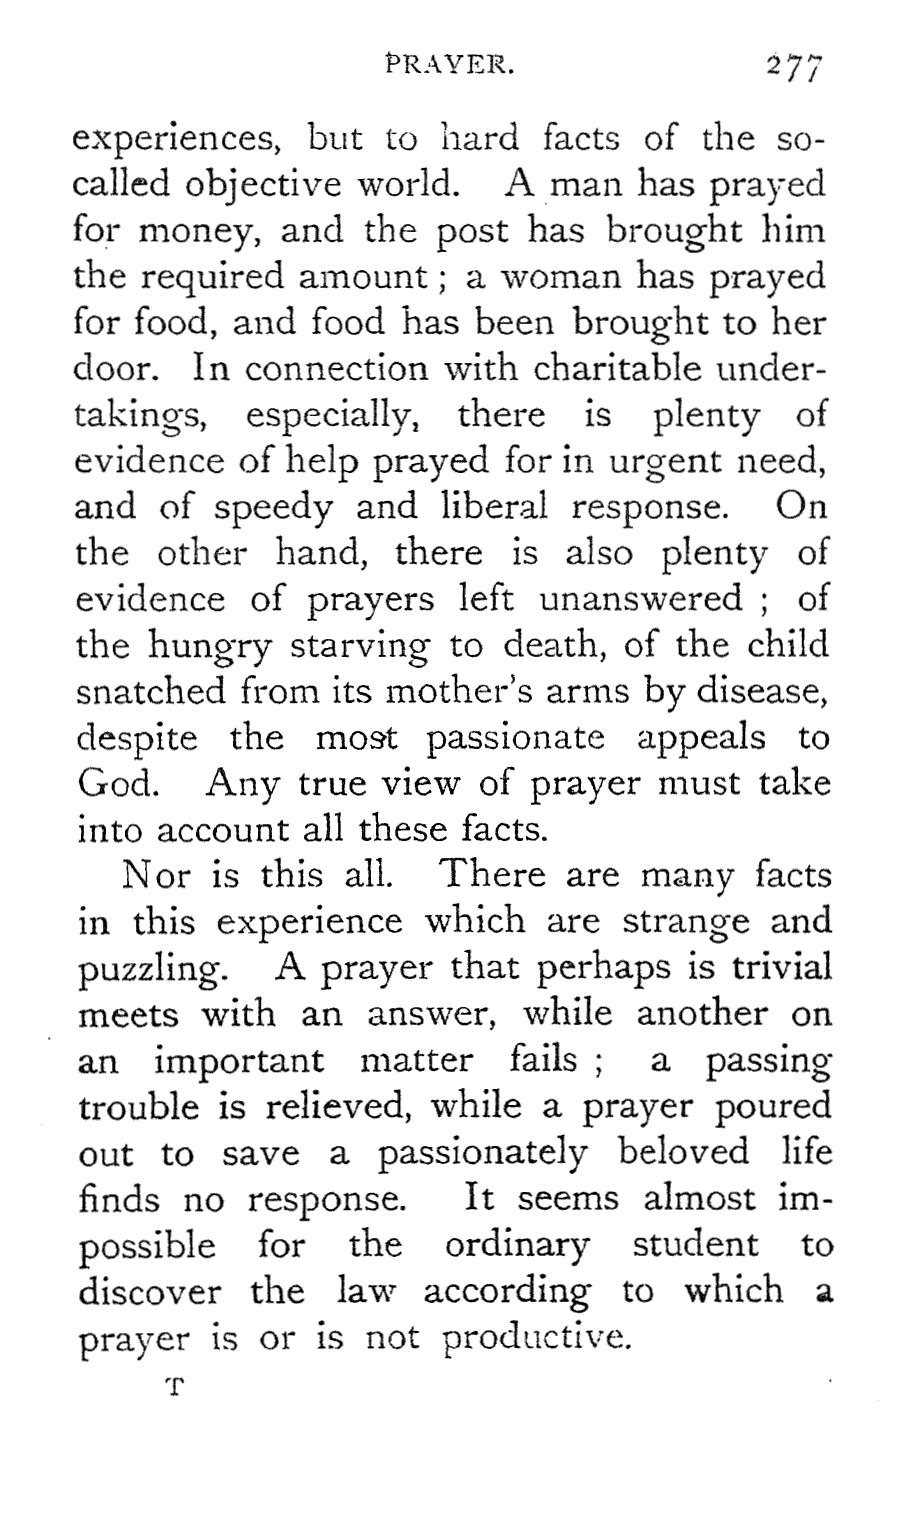 PRAYER. 277
experiences, but to hard facts of the so-
called objective world. A man has prayed
for money, and the post has brought him
the required amount ; a woman has prayed
for food, and food has been brought to her
door. In connection with charitable under-
takings, especially, there is plenty of
evidence of help prayed for in urgent need,
and of speedy and liberal response. On
the other hand, there is also plenty of
evidence of prayers left unanswered ; of
the hungry starving to death, of the child
snatched from its mother's arms by disease,
despite the most passionate appeals to
God. Any true view of prayer must take
into account all these facts.
Nor is this all. There are many facts
in this experience which are strange and
puzzling. A prayer that perhaps is trivial
meets with an answer, while another on
an important matter fails ; a passing
trouble is relieved, while a prayer poured
out to save a passionately beloved life
finds no response. It seems almost im-
possible for the ordinary student to
discover the law according to which a
prayer is or is not productive.
T